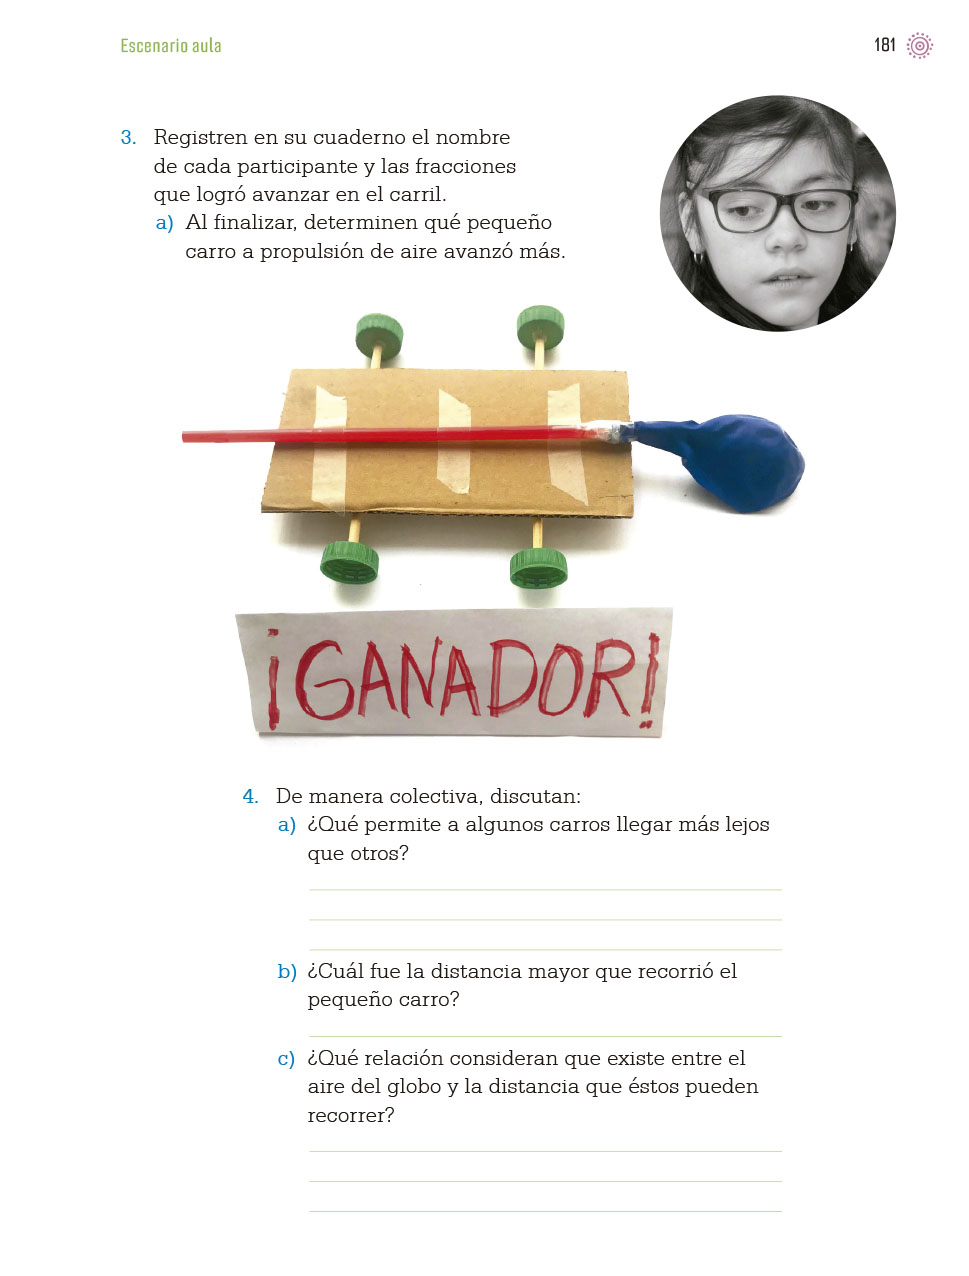 Escenario aula
181
3. Registren en su cuaderno el nombre
de cada participante y las fracciones
que logró avanzar en el carril.
a) Al finalizar, determinen qué pequeño
carro a propulsión de aire avanzó más.
¡GANADOR!
4. De manera colectiva, discutan:
a) ¿Qué permite a algunos carros llegar más lejos
que otros?
b) ¿Cuál fue la distancia mayor que recorrió el
pequeño carro?
c) ¿Qué relación consideran que existe entre el
aire del globo y la distancia que éstos pueden
recorrer?